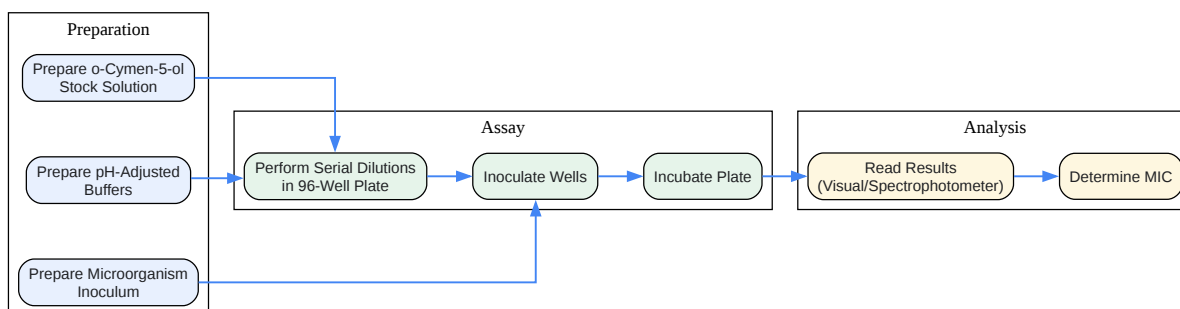 Preparation
Prepare o-Cymen-5-ol
Stock Solution
Prepare pH-Adjusted
Buffers
Prepare Microorganism
Inoculum
Assay
Perform Serial Dilutions
in 96-Well Plate
Inoculate Wells
Incubate Plate
Analysis
Read Results
(Visual/Spectrophotometer)
Determine MIC